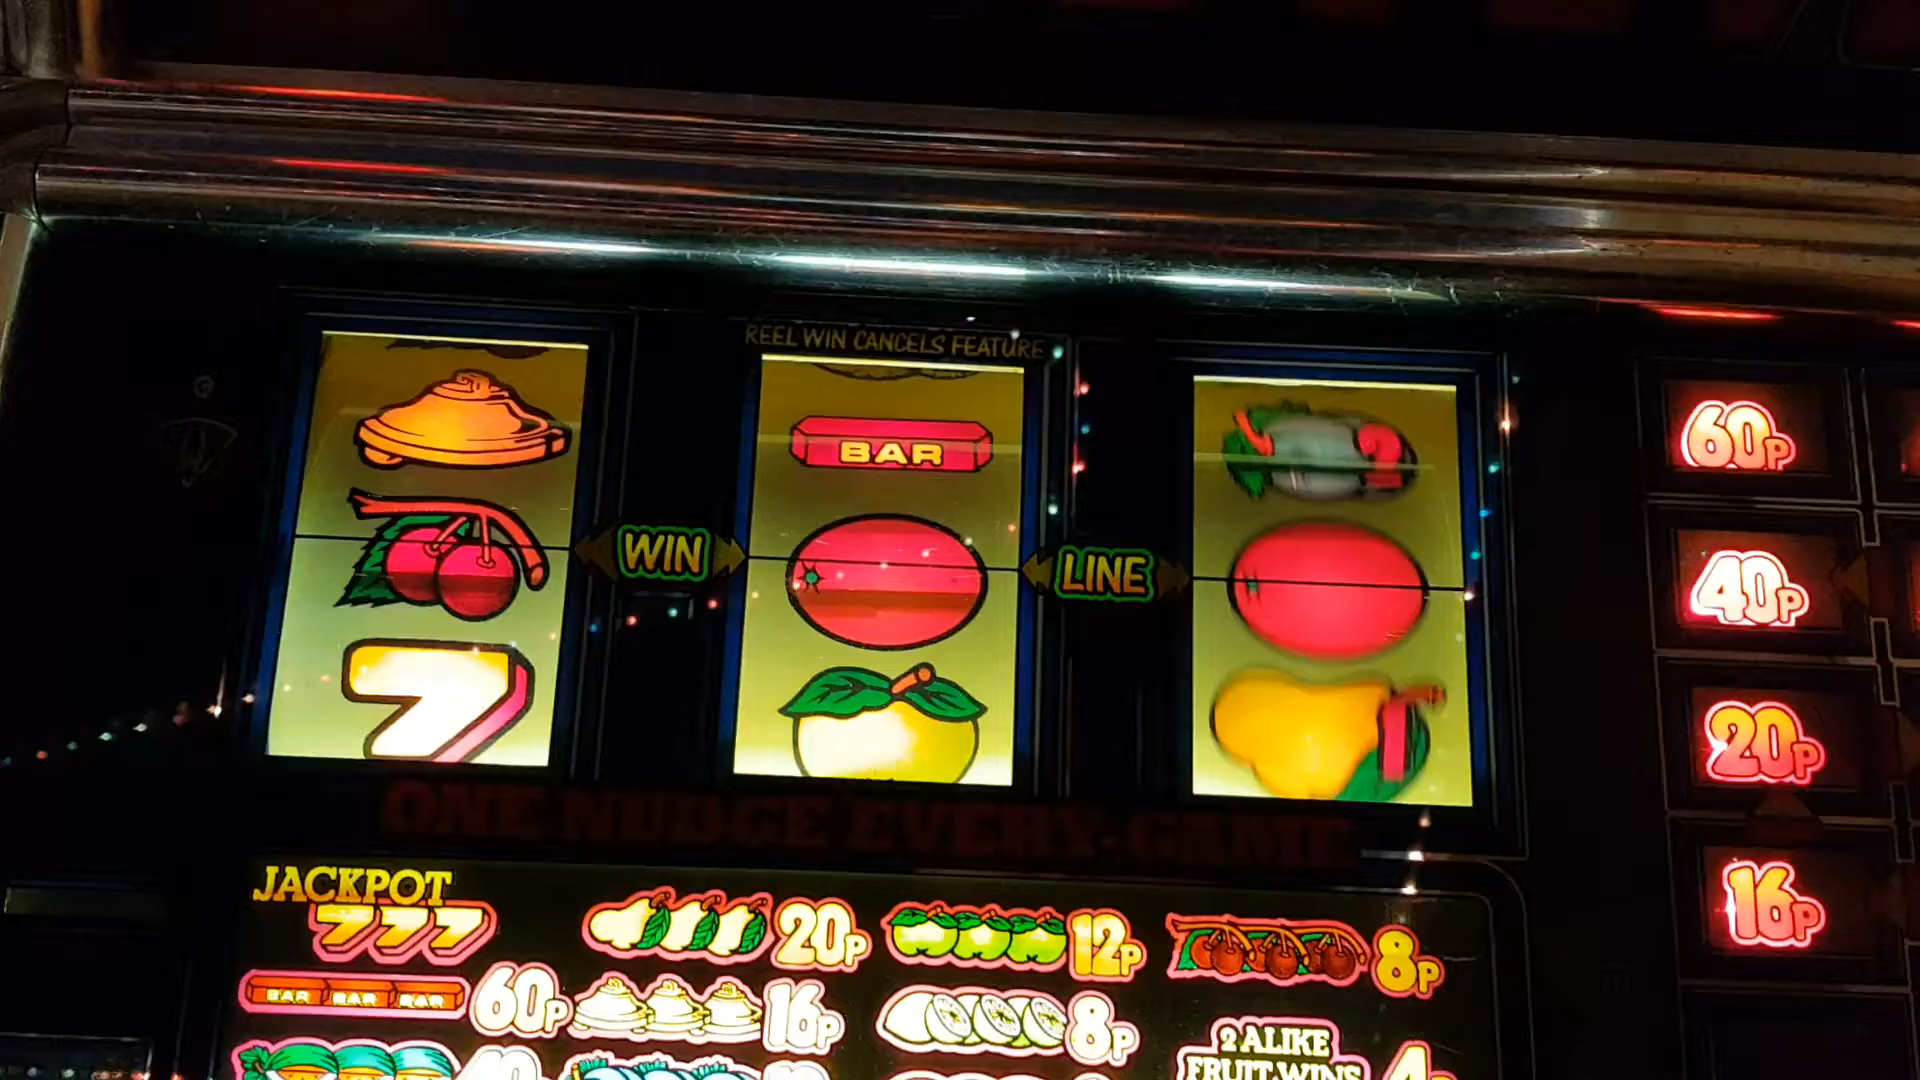 REEL WIN CANCELS FEATURE
BAR
WIN
LINE
7
60P
40P
20P
16P
ONE NUDGE EVERY GAME
JACKPOT
777
20P
12P
8P
BAR BAR BAR
60P
16P
8P
2 ALIKE
FRUIT WINS